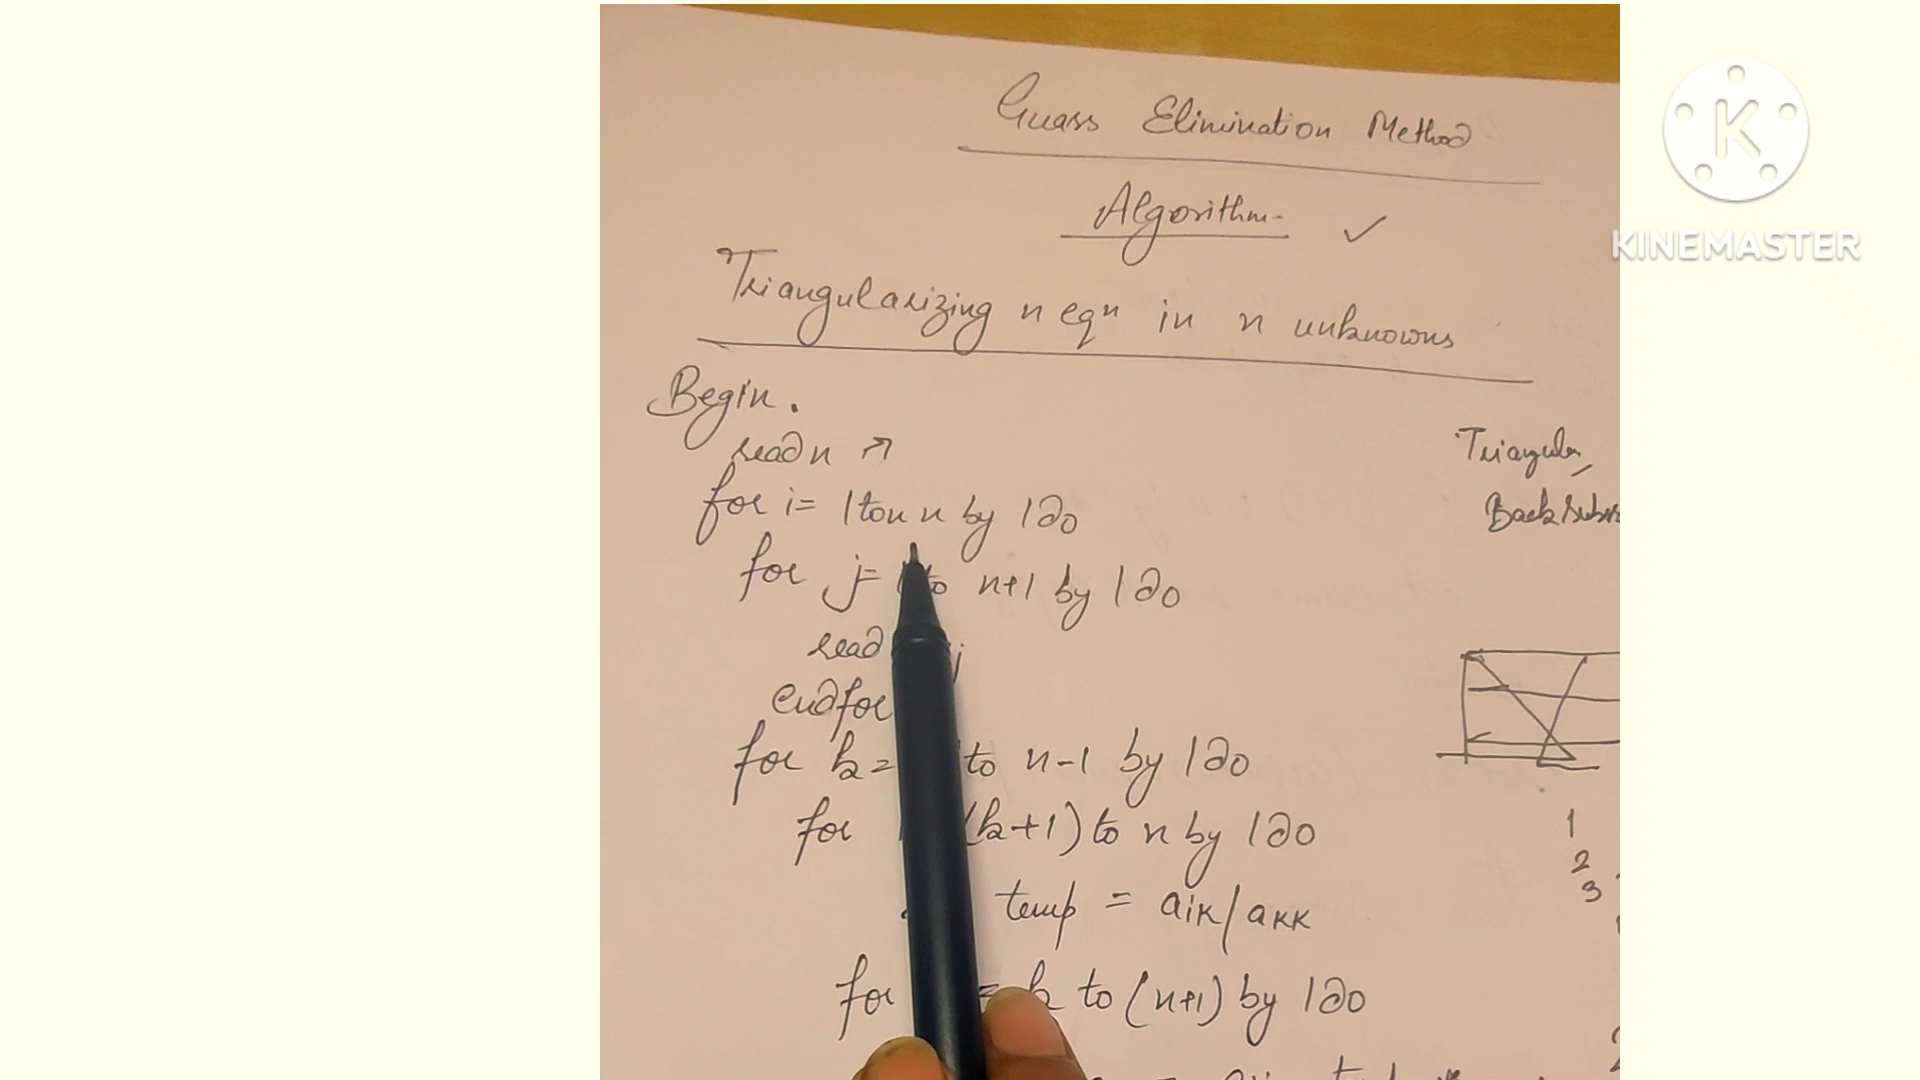 Guass Elimination Method
Algorithm
Triangularizing n eqn in n unknowns
Begin.
read n
for i= 1 to n by 1 do
for j= to n+1 by 1 do
read j
endfor
for k= to n-1 by 1 do
for (k+1) to n by 1 do
temp = aik/akk
for = k to (n+1) by 1 do
Triangular
Back Subs
1
2
3
K
KINEMASTER